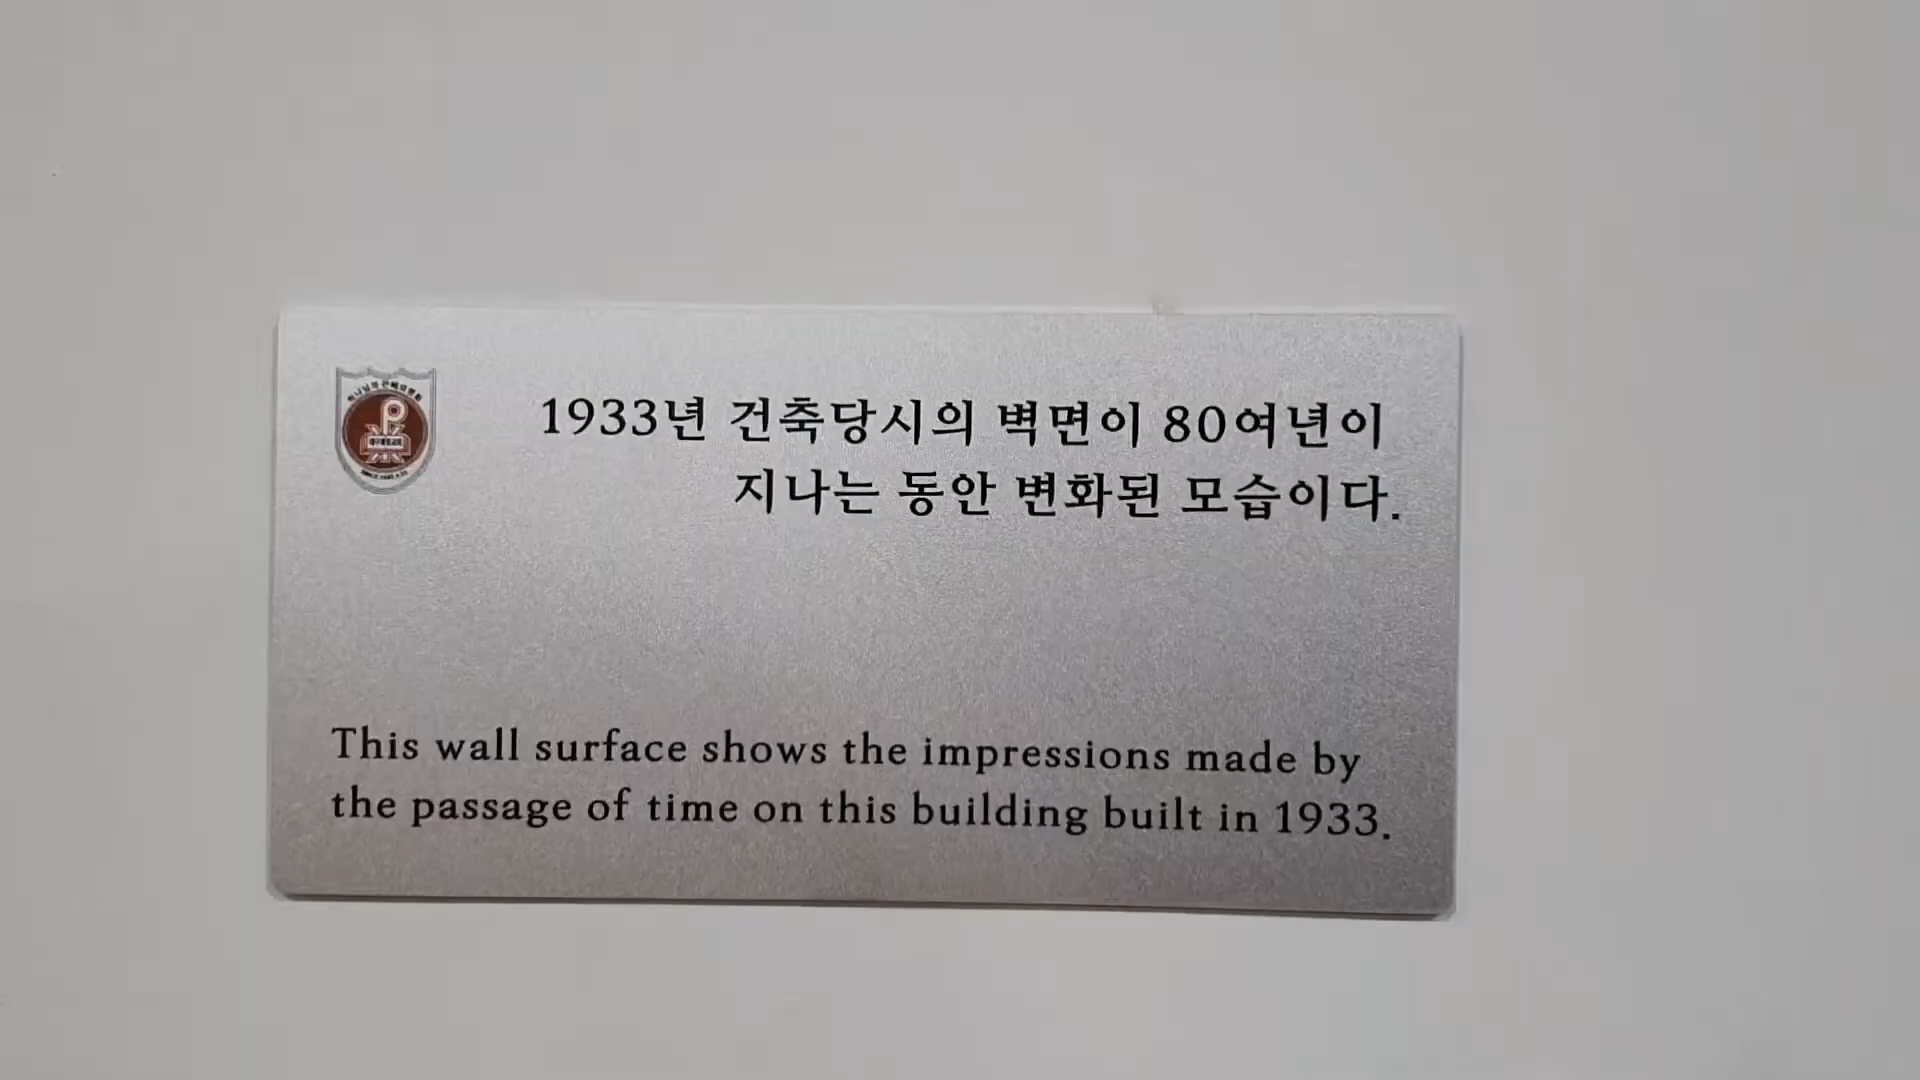 1933년 건축당시의 벽면이 80여년이
지나는 동안 변화된 모습이다.
This wall surface shows the impressions made by
the passage of time on this building built in 1933.